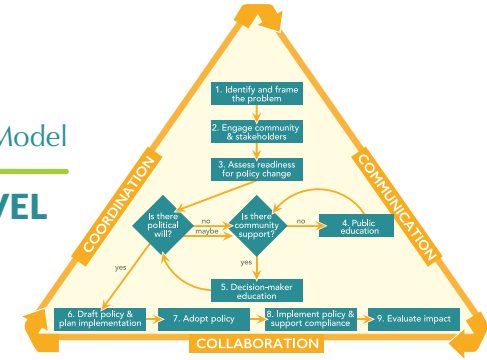 Model
VEL
1. Identify and frame
the problem
2. Engage community
& stakeholders
3. Assess readiness
for policy change
COORDINATION
COMMUNICATION
Is there
political
will?
no
maybe
Is there
community
support?
no
4. Public
education
yes
yes
5. Decision-maker
education
6. Draft policy &
plan implementation
7. Adopt policy
8. Implement policy &
support compliance
9. Evaluate impact
COLLABORATION